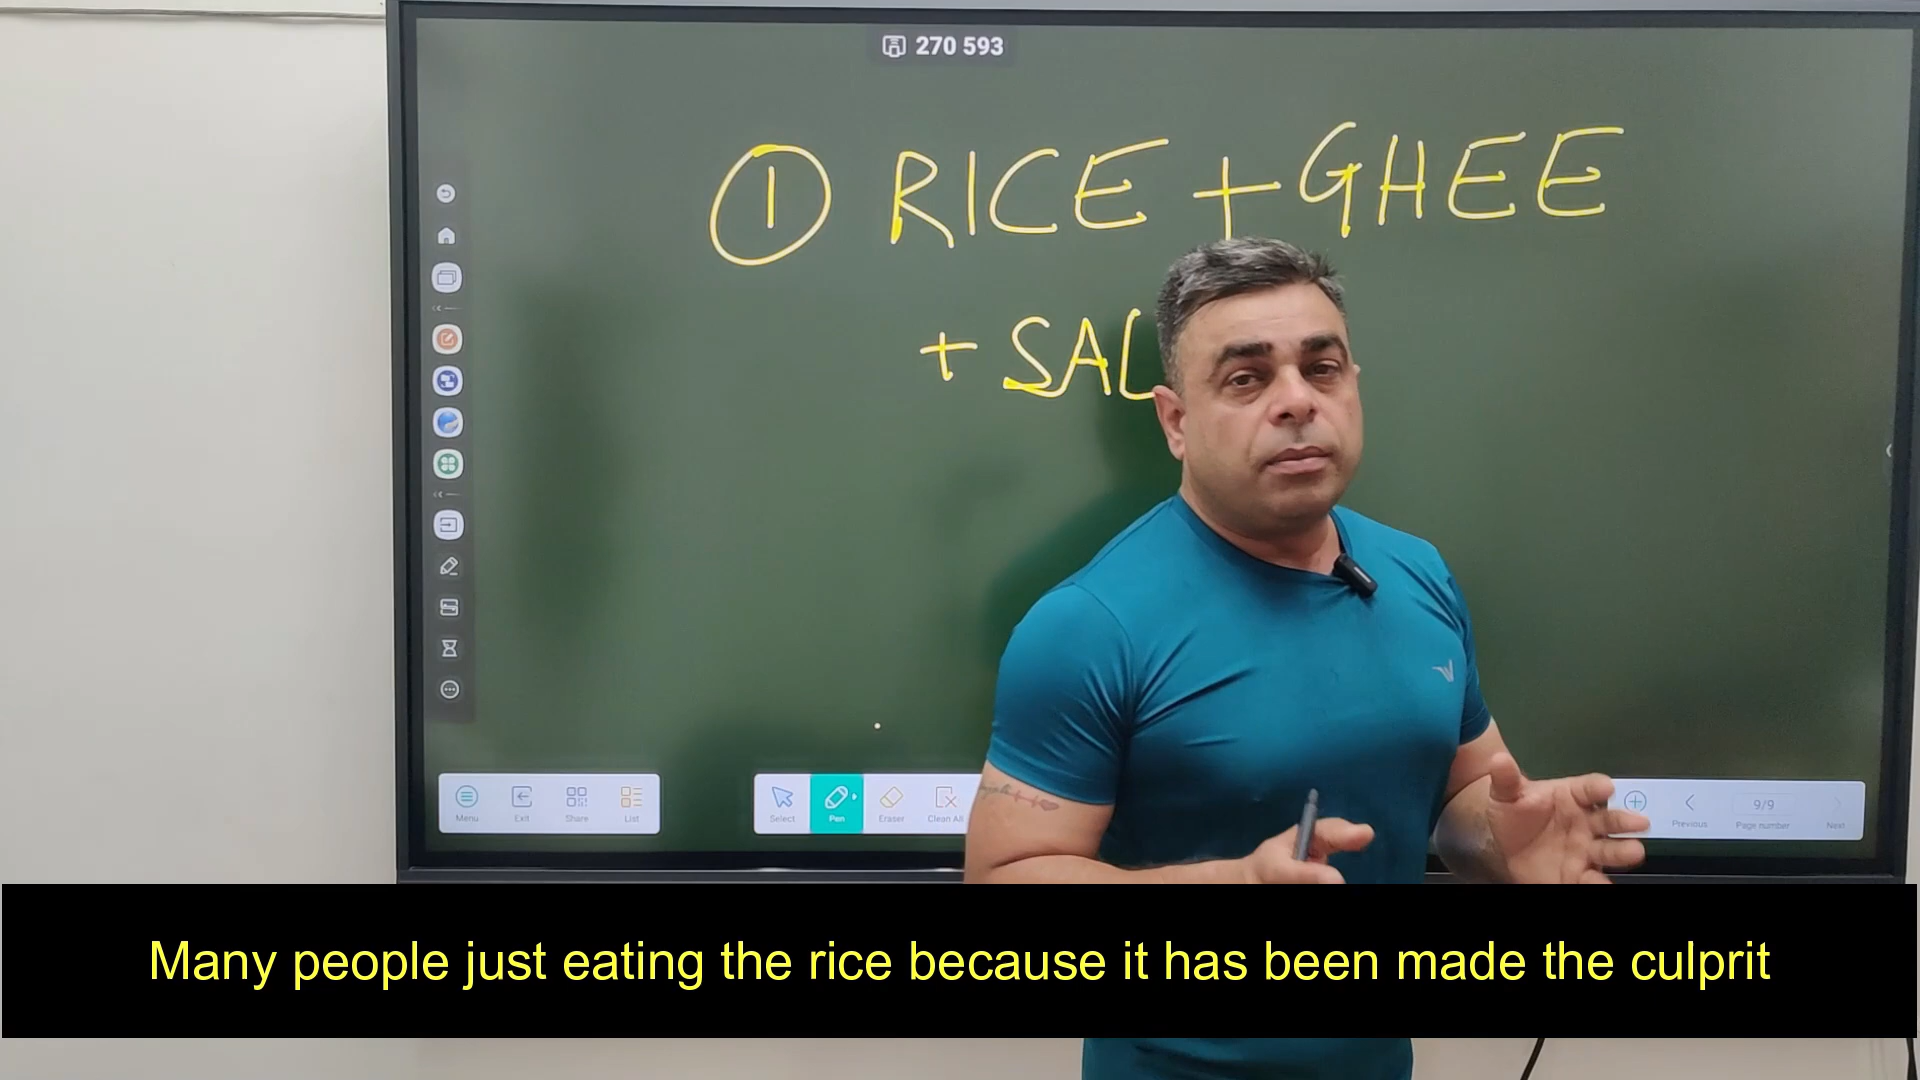 270 593
① RICE + GHEE
+ SAL
Menu
Exit
Share
List
Select
Pen
Eraser
Clean All
Previous
9/9
Page number
Next
Many people just eating the rice because it has been made the culprit